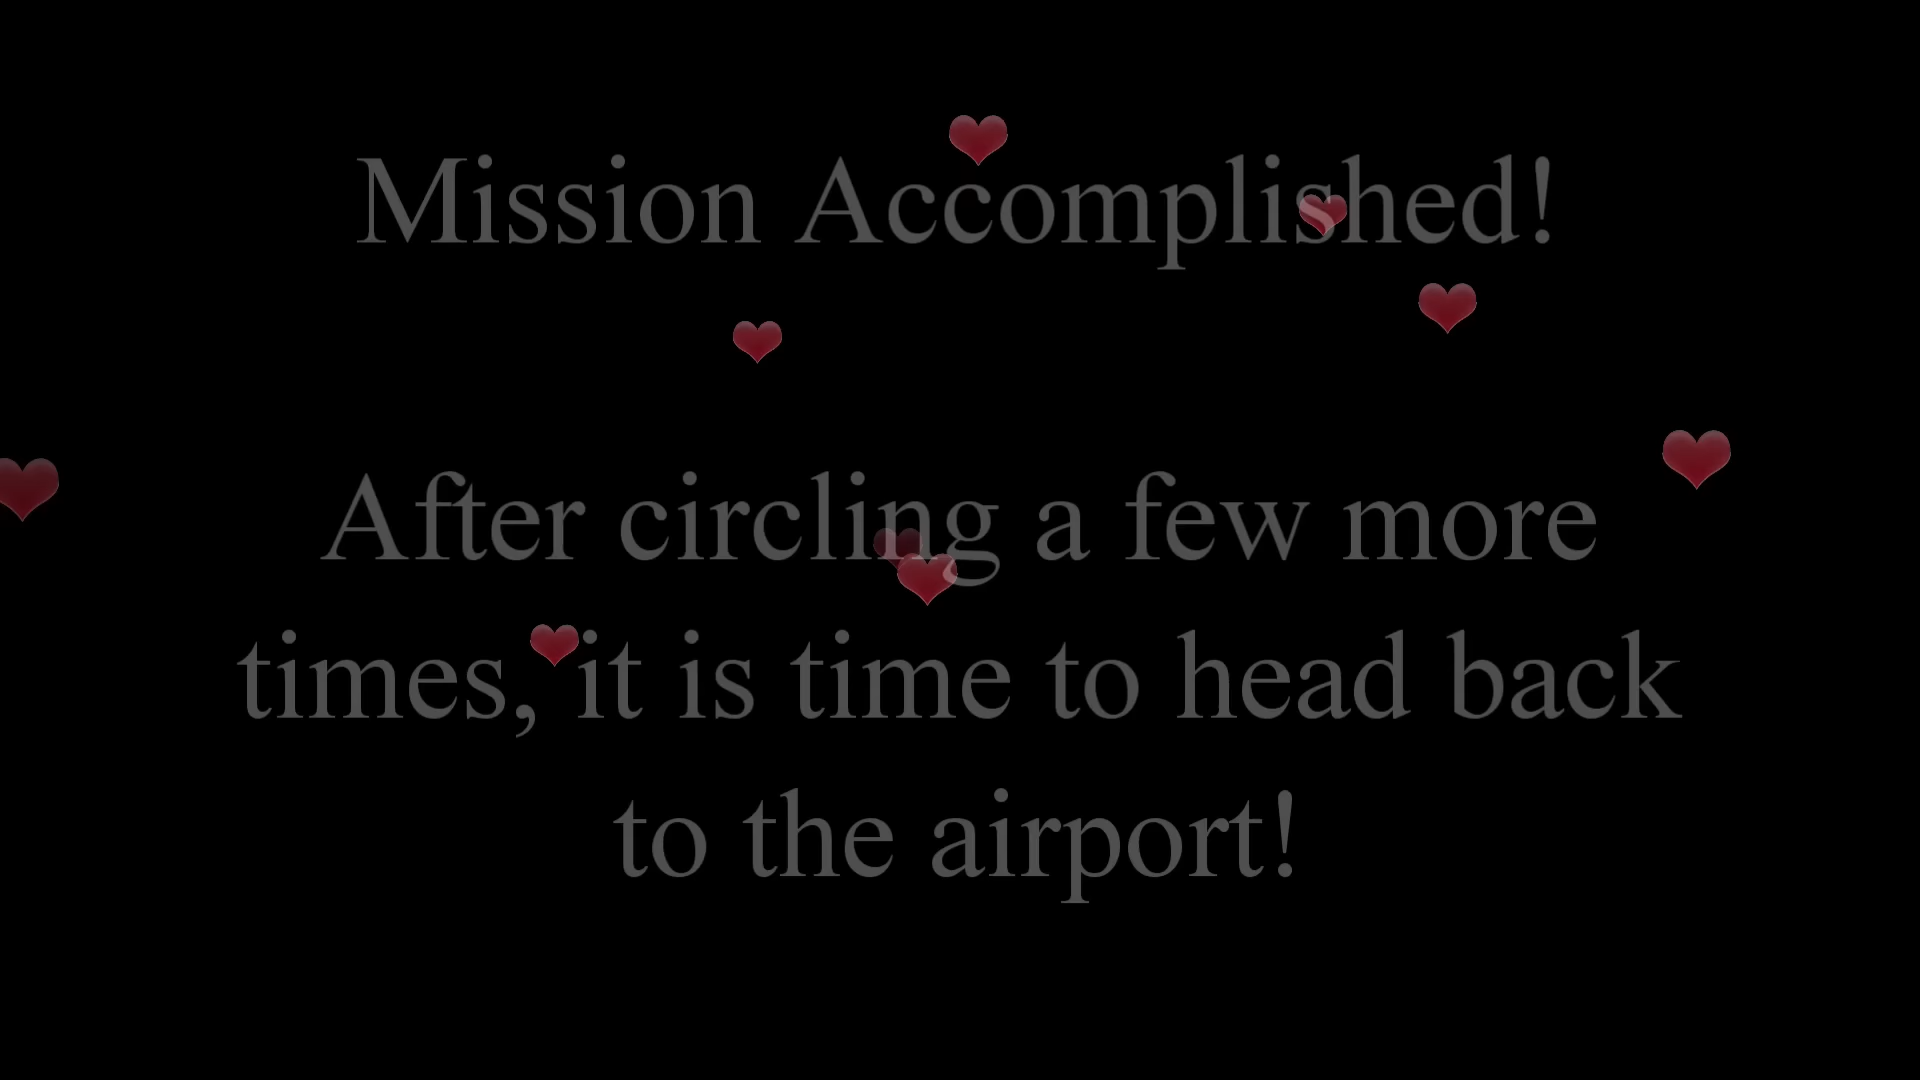 Mission Accomplished!
After circling a few more
times, it is time to head back
to the airport!